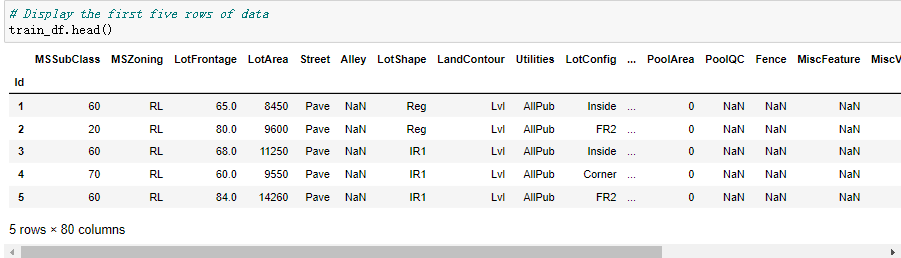 # Display the first five rows of data
train_df.head()
MSSubClass MSZoning LotFrontage LotArea Street Alley LotShape LandContour Utilities LotConfig ... PoolArea PoolQC Fence MiscFeature MiscV
Id
1 60 RL 65.0 8450 Pave NaN Reg Lvl AllPub Inside ... 0 NaN NaN NaN
2 20 RL 80.0 9600 Pave NaN Reg Lvl AllPub FR2 ... 0 NaN NaN NaN
3 60 RL 68.0 11250 Pave NaN IR1 Lvl AllPub Inside ... 0 NaN NaN NaN
4 70 RL 60.0 9550 Pave NaN IR1 Lvl AllPub Corner ... 0 NaN NaN NaN
5 60 RL 84.0 14260 Pave NaN IR1 Lvl AllPub FR2 ... 0 NaN NaN NaN
5 rows × 80 columns